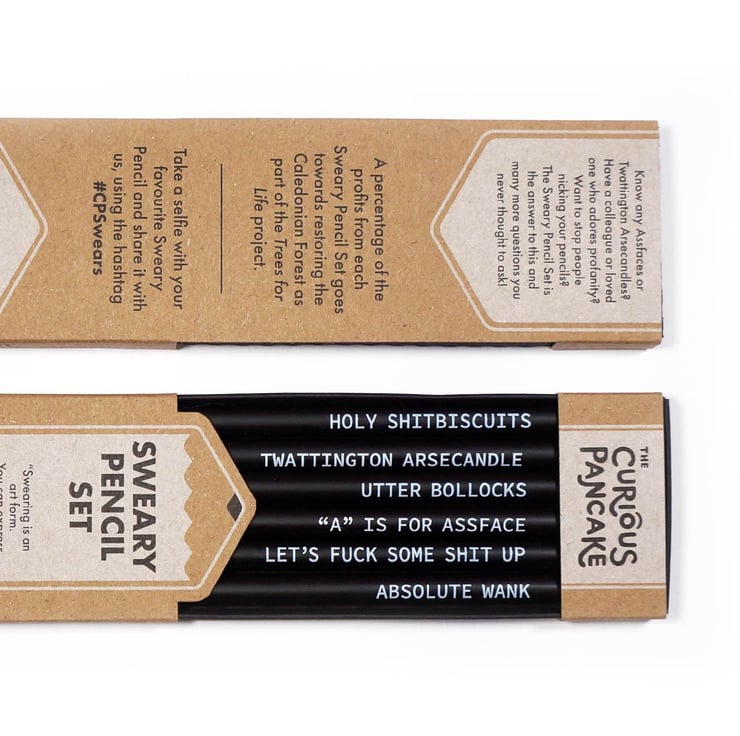 Know any Assfaces or
Twattington Arsecandles?
Have a colleague or loved
one who adores profanity?
Want to stop people
nicking your pencils?
The Sweary Pencil Set is
the answer to this and
many more questions you
never thought to ask!
A percentage of the
profits from each
Sweary Pencil Set goes
towards restoring the
Caledonian Forest as
part of the Trees for
Life project.
Take a selfie with your
favourite Sweary
Pencil and share it with
us, using the hashtag
#CPSwears
SWEARY
PENCIL
SET
"Swearing is an
art form.
You can express
HOLY SHITBISCUITS
TWATTINGTON ARSECANDLE
UTTER BOLLOCKS
“A” IS FOR ASSFACE
LET’S FUCK SOME SHIT UP
ABSOLUTE WANK
THE
CURIOUS
PANCAKE